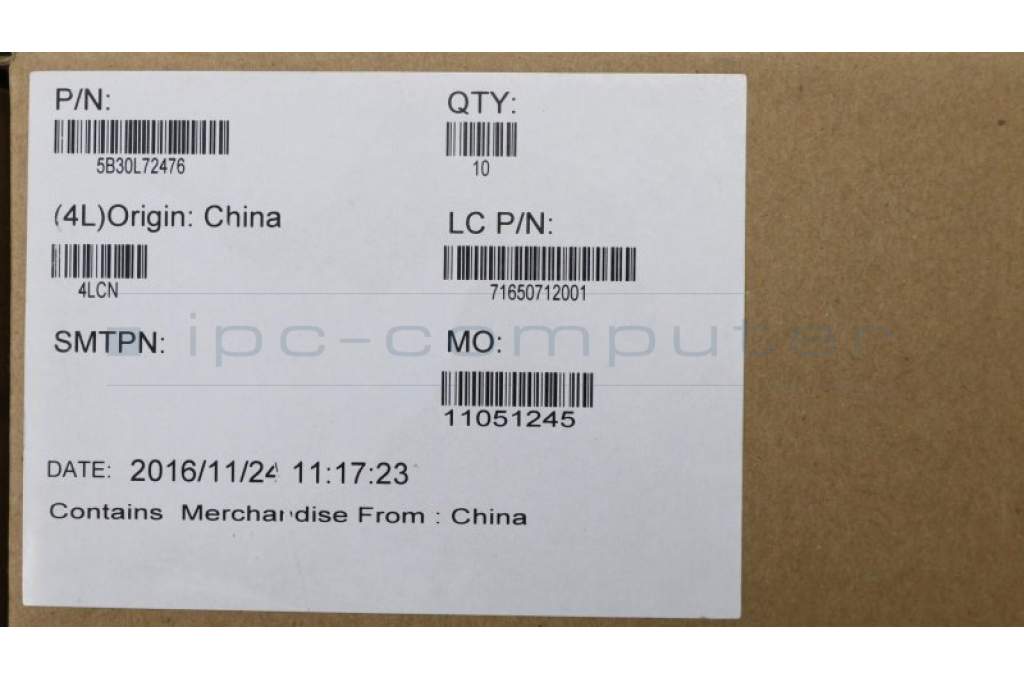 P/N:
QTY:
5B30L72476
10
(4L)Origin: China
LC P/N:
4LCN
71650712001
SMTPN:
MO:
ipc-computer
11051245
DATE: 2016/11/24 11:17:23
Contains Merchandise From : China